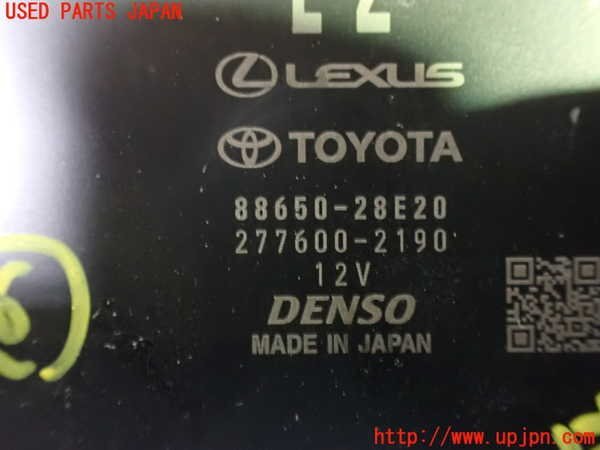 USED PARTS JAPAN
LEXUS
TOYOTA
88650-28E20
277600-2190
12V
DENSO
MADE IN JAPAN
http://www.upjpn.com/